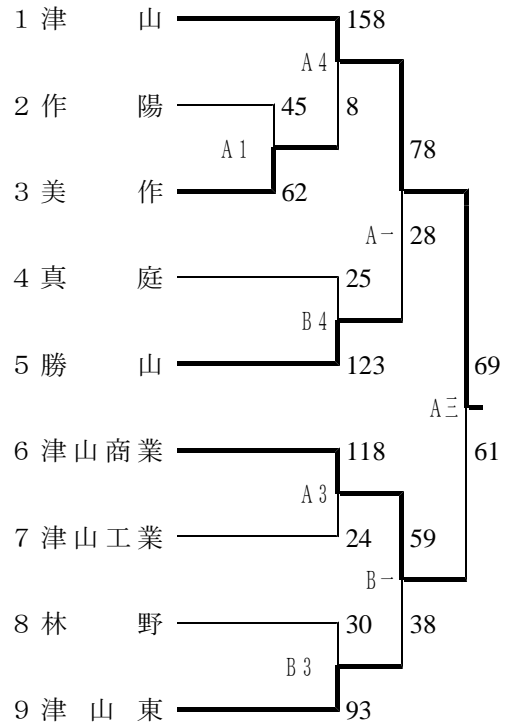 1 津山 158
A4
2 作陽 45 8
A1 78
3 美作 62
A一 28
4 真庭 25
B4
5 勝山 123 69
A三
6 津山商業 118 61
A3
7 津山工業 24 59
B一
8 林野 30 38
B3
9 津山東 93